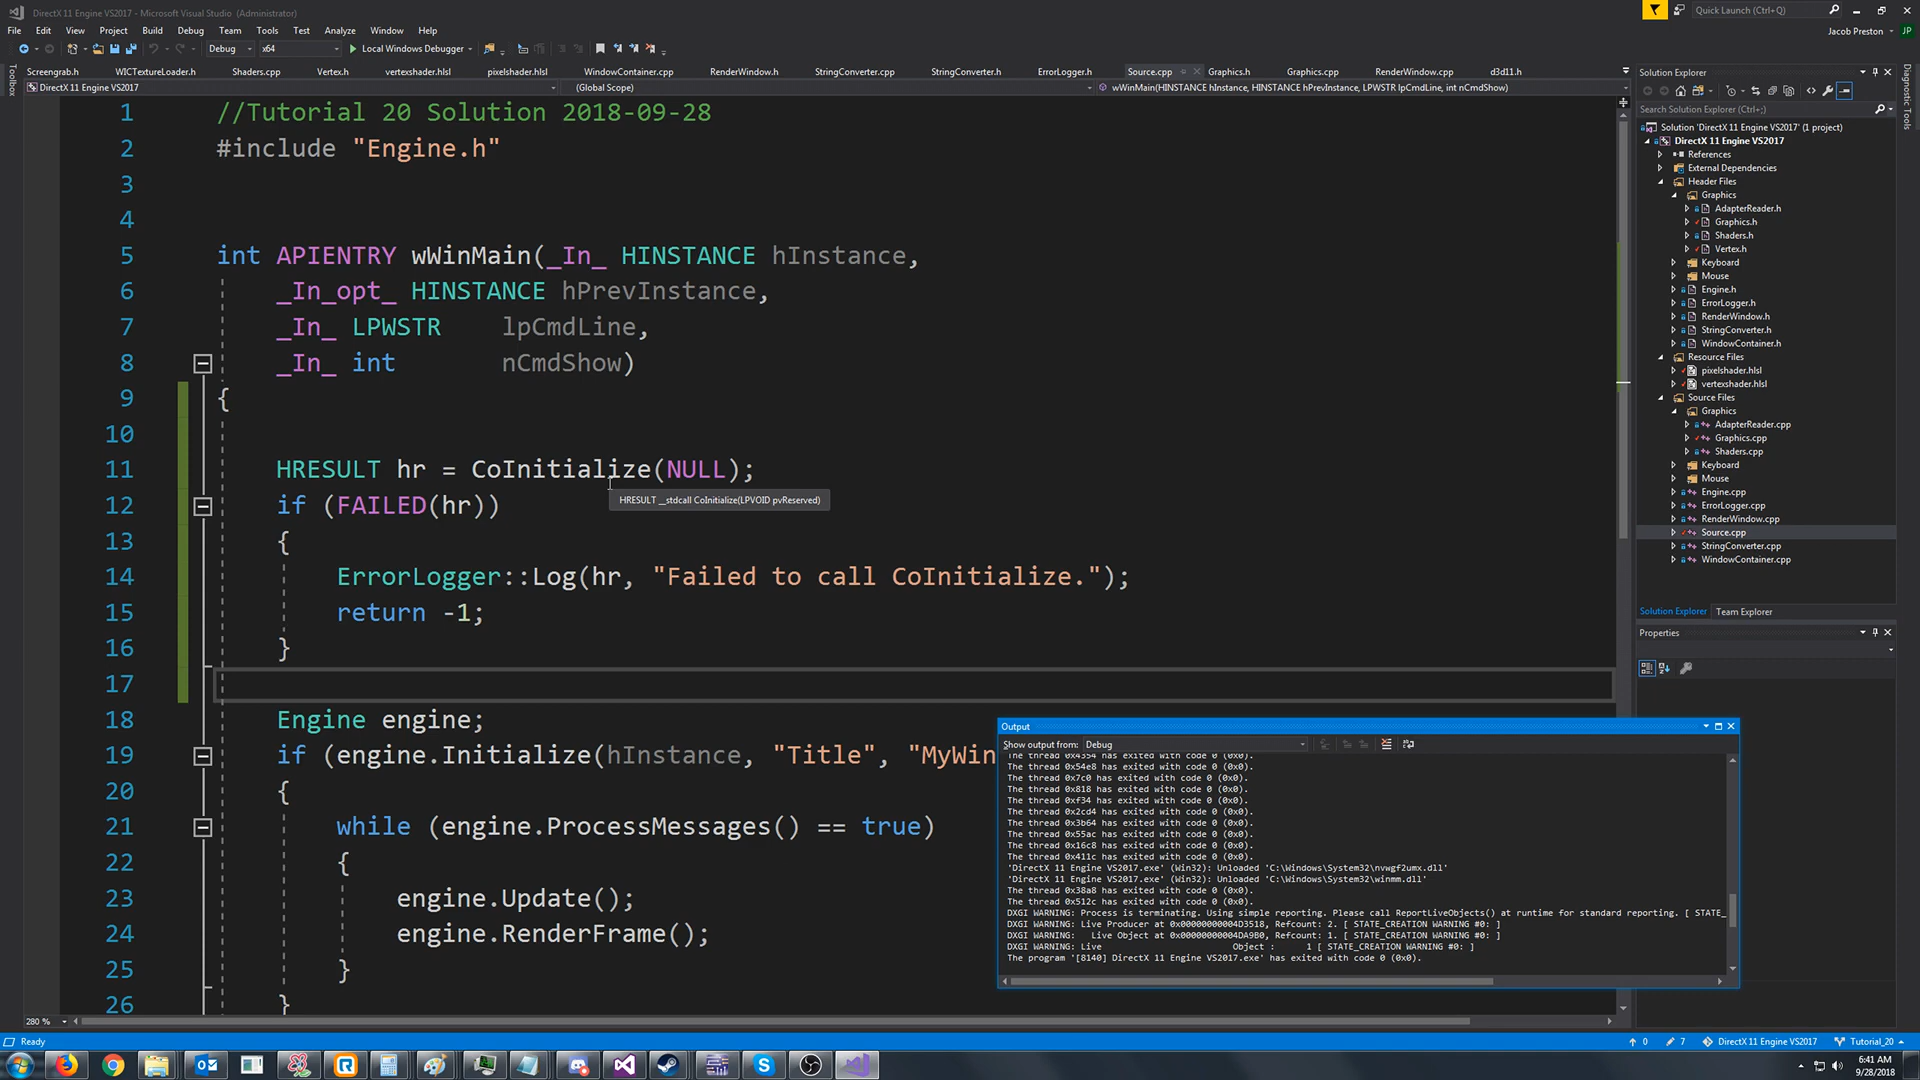 DirectX 11 Engine VS2017 - Microsoft Visual Studio (Administrator)
Quick Launch (Ctrl+Q)
File Edit View Project Build Debug Team Tools Test Analyze Window Help
Jacob Preston JP
Debug x64 Local Windows Debugger
Screengrab.h WICTextureLoader.h Shaders.cpp Vertex.h vertexshader.hlsl pixelshader.hlsl WindowContainer.cpp RenderWindow.h StringConverter.cpp StringConverter.h ErrorLogger.h Source.cpp Graphics.h Graphics.cpp RenderWindow.cpp d3d11.h
DirectX 11 Engine VS2017 (Global Scope) wWinMain(HINSTANCE hInstance, HINSTANCE hPrevInstance, LPWSTR lpCmdLine, int nCmdShow)
Toolbox
1 //Tutorial 20 Solution 2018-09-28
2 #include "Engine.h"
3
4
5 int APIENTRY wWinMain(_In_ HINSTANCE hInstance,
6 _In_opt_ HINSTANCE hPrevInstance,
7 _In_ LPWSTR lpCmdLine,
8 _In_ int nCmdShow)
9 {
10
11 HRESULT hr = CoInitialize(NULL);
HRESULT __stdcall CoInitialize(LPVOID pvReserved)
12 if (FAILED(hr))
13 {
14 ErrorLogger::Log(hr, "Failed to call CoInitialize.");
15 return -1;
16 }
17
18 Engine engine;
19 if (engine.Initialize(hInstance, "Title", "MyWin
20 {
21 while (engine.ProcessMessages() == true)
22 {
23 engine.Update();
24 engine.RenderFrame();
25 }
26 }
280 %
Output
Show output from: Debug
The thread 0x4354 has exited with code 0 (0x0).
The thread 0x54e8 has exited with code 0 (0x0).
The thread 0x7c0 has exited with code 0 (0x0).
The thread 0x818 has exited with code 0 (0x0).
The thread 0xf34 has exited with code 0 (0x0).
The thread 0x2cd4 has exited with code 0 (0x0).
The thread 0x3b64 has exited with code 0 (0x0).
The thread 0x55ac has exited with code 0 (0x0).
The thread 0x16c8 has exited with code 0 (0x0).
The thread 0x411c has exited with code 0 (0x0).
'DirectX 11 Engine VS2017.exe' (Win32): Unloaded 'C:\Windows\System32\nvwgf2umx.dll'
'DirectX 11 Engine VS2017.exe' (Win32): Unloaded 'C:\Windows\System32\winmm.dll'
The thread 0x38a8 has exited with code 0 (0x0).
The thread 0x512c has exited with code 0 (0x0).
DXGI WARNING: Process is terminating. Using simple reporting. Please call ReportLiveObjects() at runtime for standard reporting. [ STATE_
DXGI WARNING: Live Producer at 0x00000000004D3518, Refcount: 2. [ STATE_CREATION WARNING #0: ]
DXGI WARNING: Live Object at 0x00000000004DA9B0, Refcount: 1. [ STATE_CREATION WARNING #0: ]
DXGI WARNING: Live Object : 1 [ STATE_CREATION WARNING #0: ]
The program '[8140] DirectX 11 Engine VS2017.exe' has exited with code 0 (0x0).
Solution Explorer
Search Solution Explorer (Ctrl+;)
Solution 'DirectX 11 Engine VS2017' (1 project)
DirectX 11 Engine VS2017
References
External Dependencies
Header Files
Graphics
AdapterReader.h
Graphics.h
Shaders.h
Vertex.h
Keyboard
Mouse
Engine.h
ErrorLogger.h
RenderWindow.h
StringConverter.h
WindowContainer.h
Resource Files
pixelshader.hlsl
vertexshader.hlsl
Source Files
Graphics
AdapterReader.cpp
Graphics.cpp
Shaders.cpp
Keyboard
Mouse
Engine.cpp
ErrorLogger.cpp
RenderWindow.cpp
Source.cpp
StringConverter.cpp
WindowContainer.cpp
Solution Explorer Team Explorer
Properties
Diagnostic Tools
Ready
0 7 DirectX 11 Engine VS2017 Tutorial_20
6:41 AM
9/28/2018